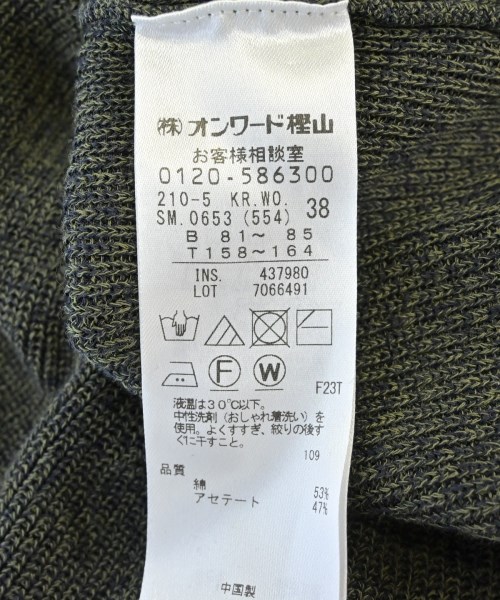 (株)オンワード樫山
お客様相談室
0120-586300
210-5 KR.WO.
SM.0653 (554) 38
B 81〜 85
T158〜164
INS. 437980
LOT 7066491
F W
F23T
液温は30℃以下。
中性洗剤(おしゃれ着洗い)を
使用。よくすすぎ、絞りの後す
ぐに干すこと。
109
品質
綿 53%
アセテート 47%
中国製